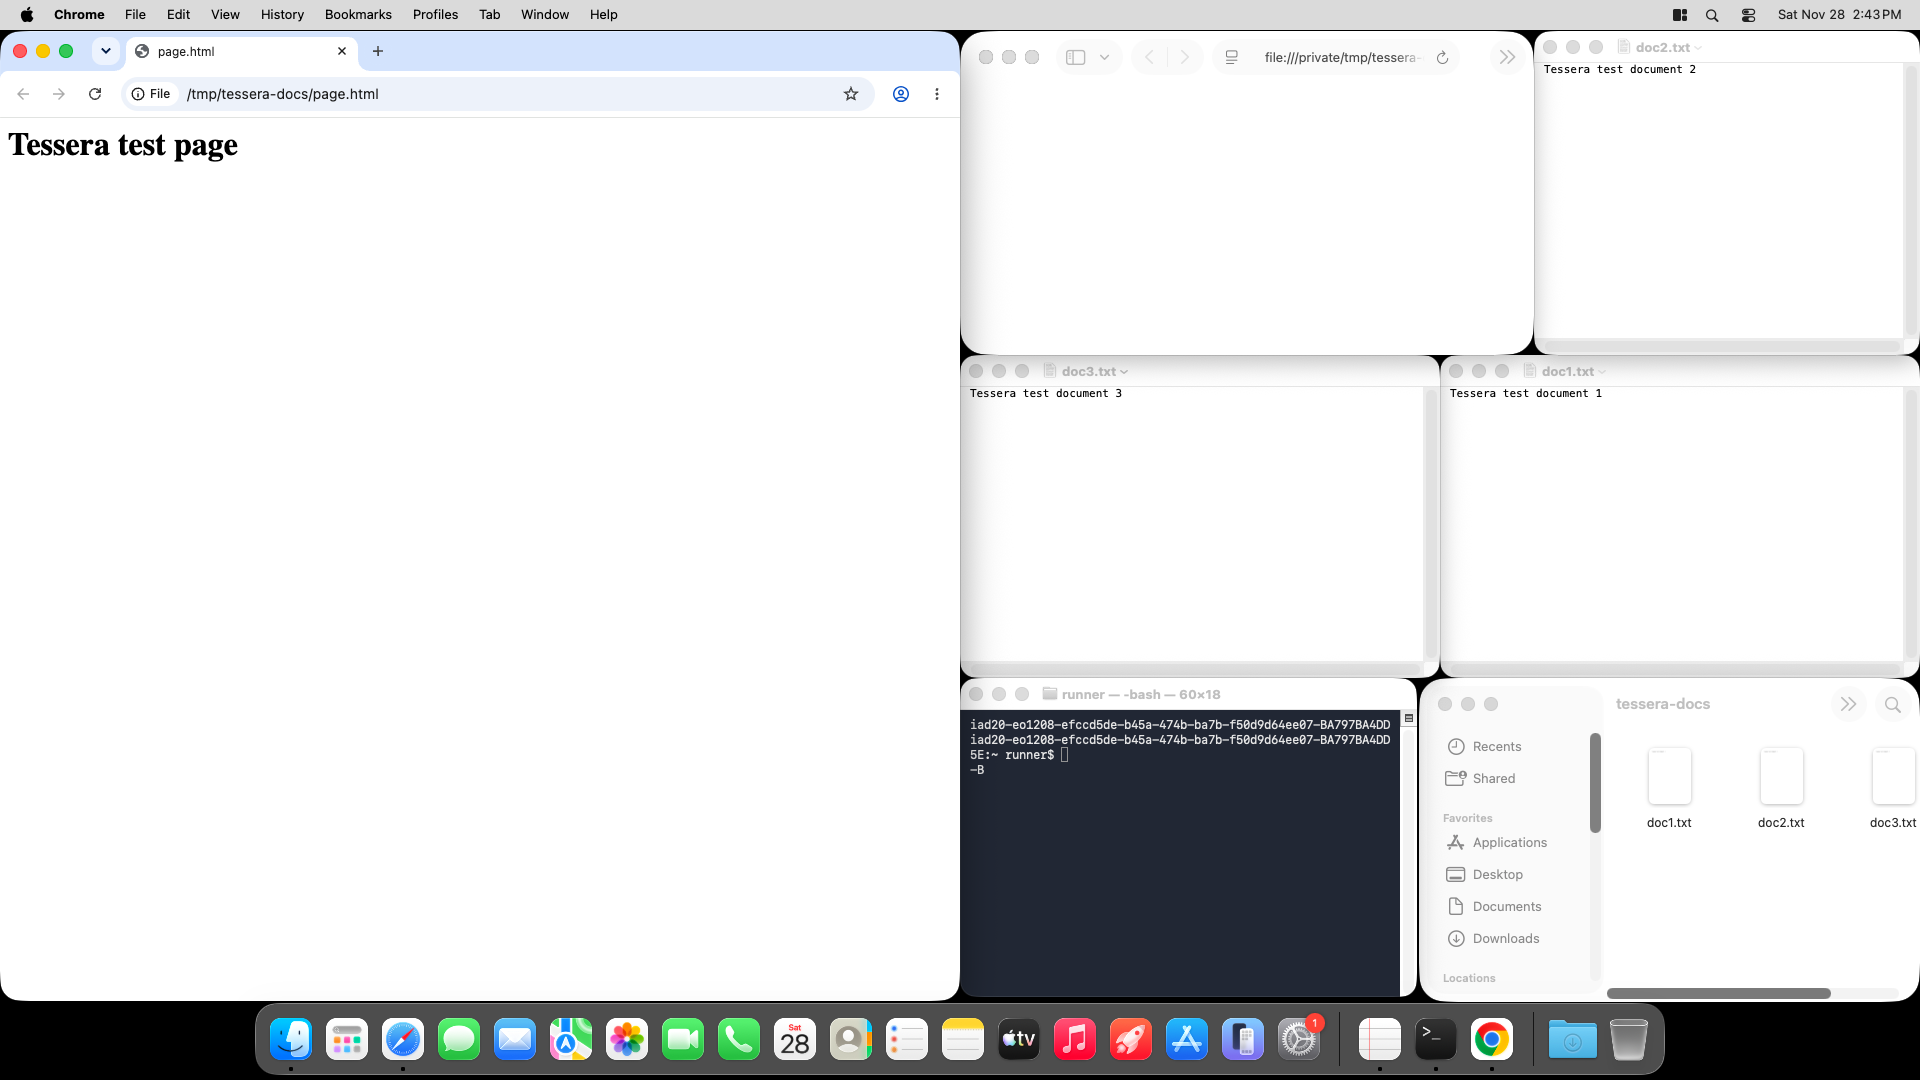 Chrome File Edit View History Bookmarks Profiles Tab Window Help
Sat Nov 28 2:43 PM
page.html
File /tmp/tessera-docs/page.html
Tessera test page
file:///private/tmp/tessera-
doc2.txt
Tessera test document 2
doc3.txt
Tessera test document 3
doc1.txt
Tessera test document 1
runner — -bash — 60×18
iad20-eo1208-efccd5de-b45a-474b-ba7b-f50d9d64ee07-BA797BA4DD
iad20-eo1208-efccd5de-b45a-474b-ba7b-f50d9d64ee07-BA797BA4DD
5E:~ runner$
-B
tessera-docs
Recents
Shared
Favorites
Applications
Desktop
Documents
Downloads
Locations
doc1.txt
doc2.txt
doc3.txt
Sat
28
tv
1